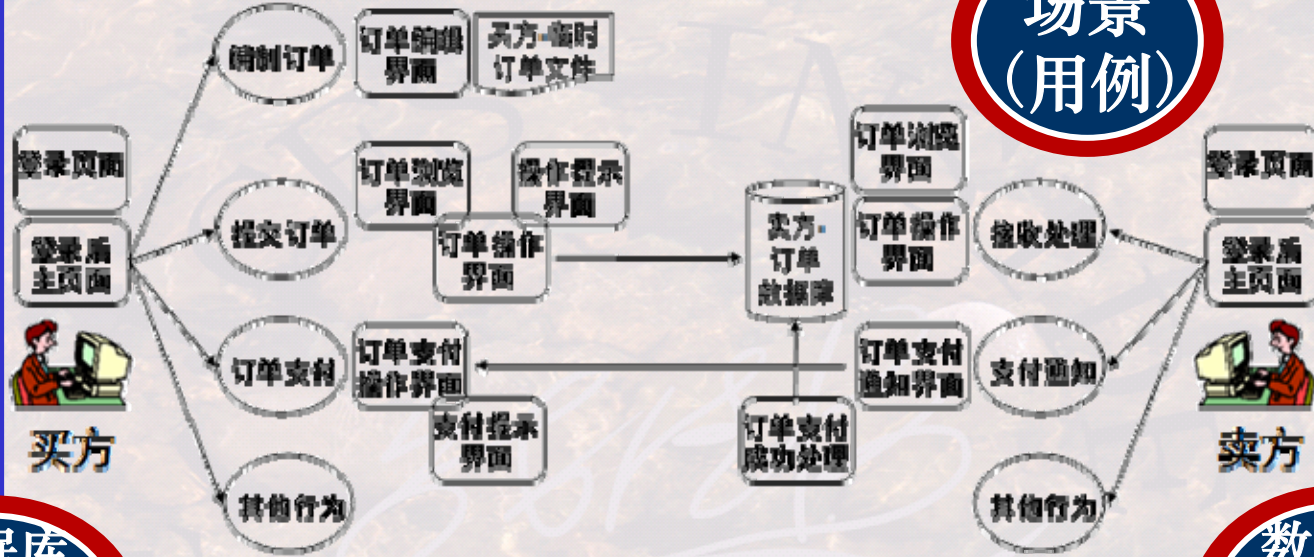 场景
(用例)
编制订单
订单编辑
界面
买方-临时
订单文件
登录页面
登录后
主页面
提交订单
订单浏览
界面
操作提示
界面
订单操作
界面
订单支付
订单支付
操作界面
支付提示
界面
其他行为
买方
卖方-
订单
数据库
订单支付
成功处理
订单浏览
界面
订单操作
界面
接收处理
订单支付
通知界面
支付通知
其他行为
登录页面
登录后
主页面
卖方
库
数